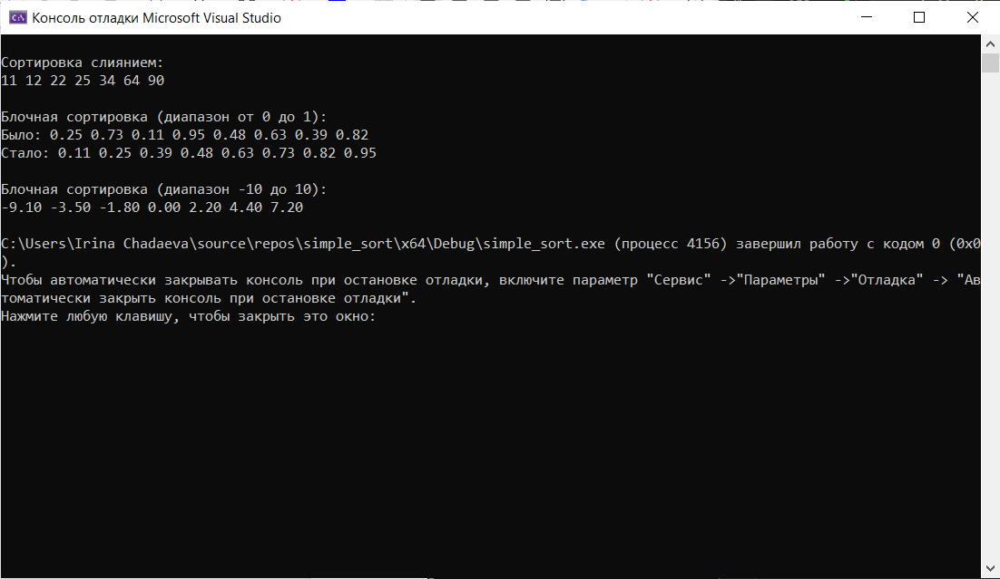 Консоль отладки Microsoft Visual Studio
Сортировка слиянием:
11 12 22 25 34 64 90
Блочная сортировка (диапазон от 0 до 1):
Было: 0.25 0.73 0.11 0.95 0.48 0.63 0.39 0.82
Стало: 0.11 0.25 0.39 0.48 0.63 0.73 0.82 0.95
Блочная сортировка (диапазон -10 до 10):
-9.10 -3.50 -1.80 0.00 2.20 4.40 7.20
C:\Users\Irina Chadaeva\source\repos\simple_sort\x64\Debug\simple_sort.exe (процесс 4156) завершил работу с кодом 0 (0x0
).
Чтобы автоматически закрывать консоль при остановке отладки, включите параметр "Сервис" ->"Параметры" ->"Отладка" -> "Ав
томатически закрыть консоль при остановке отладки".
Нажмите любую клавишу, чтобы закрыть это окно: